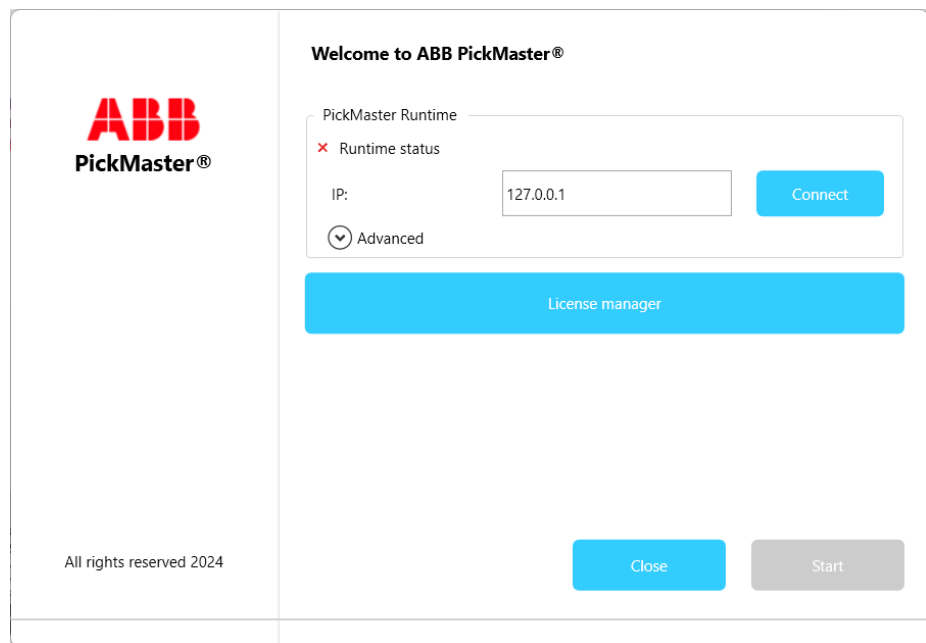 Welcome to ABB PickMaster®
ABB
PickMaster®
PickMaster Runtime
Runtime status
IP:
127.0.0.1
Connect
Advanced
License manager
All rights reserved 2024
Close
Start